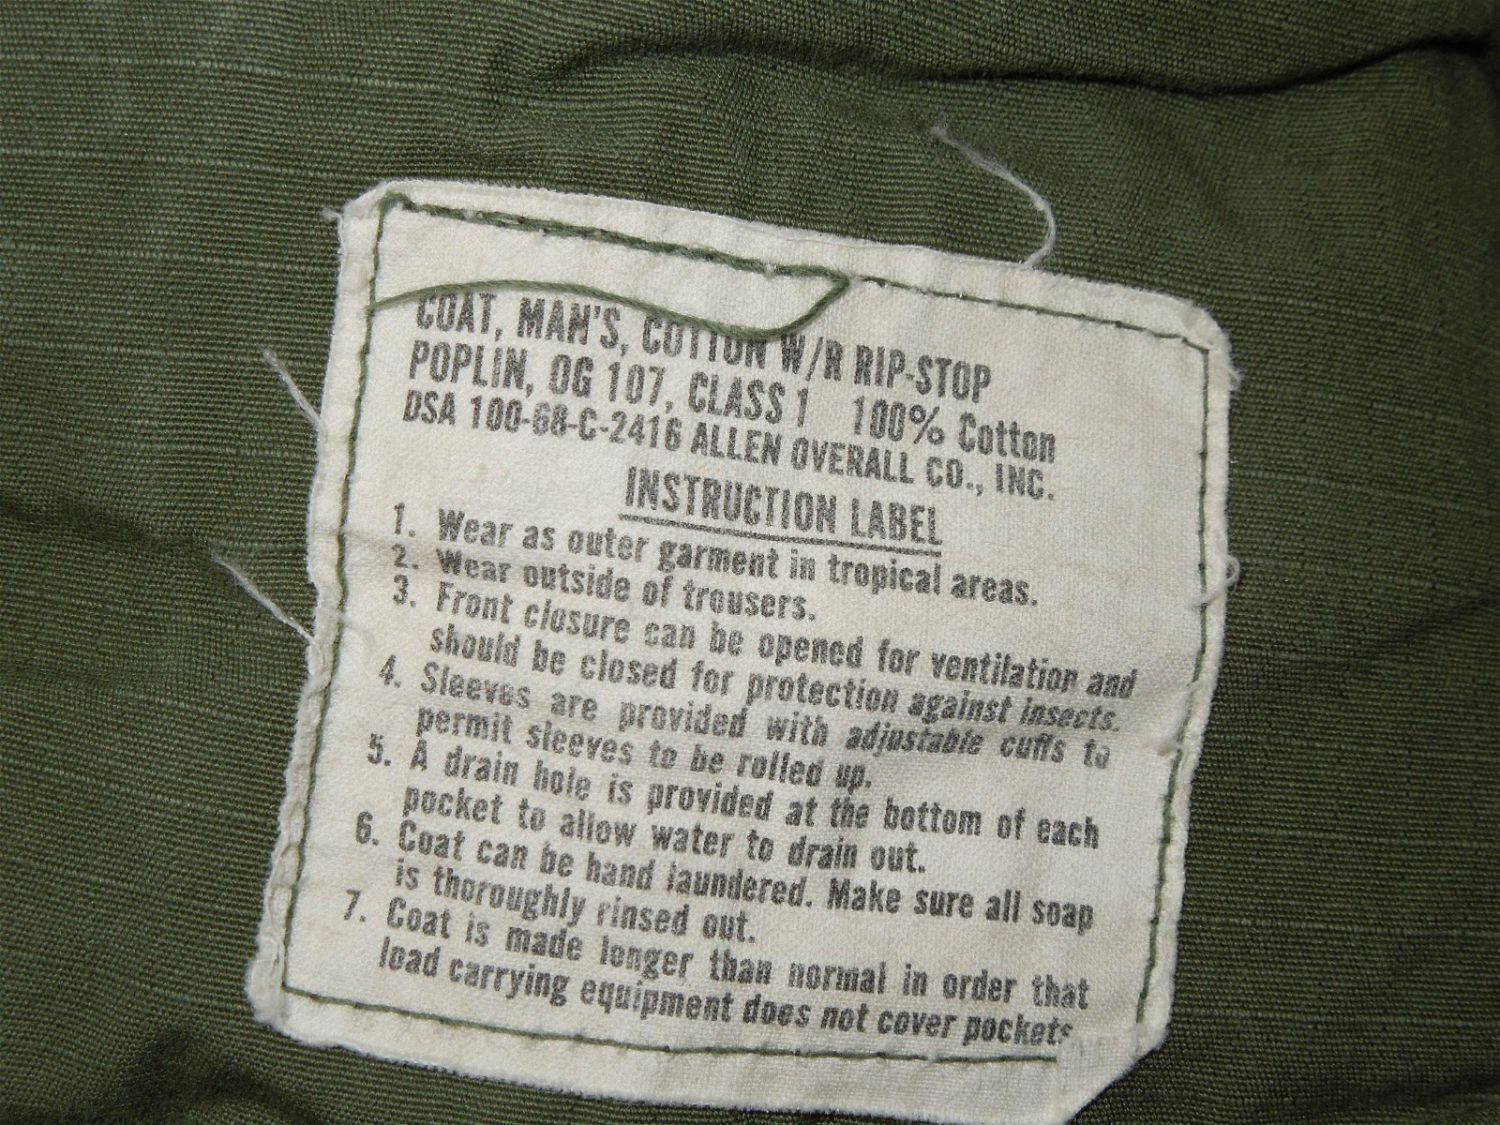 COAT, MAN'S, COTTON W/R RIP-STOP
POPLIN, OG 107, CLASS 1 100% Cotton
DSA 100-68-C-2416 ALLEN OVERALL CO., INC.
INSTRUCTION LABEL
1. Wear as outer garment in tropical areas.
2. Wear outside of trousers.
3. Front closure can be opened for ventilation and
should be closed for protection against insects.
4. Sleeves are provided with adjustable cuffs to
permit sleeves to be rolled up.
5. A drain hole is provided at the bottom of each
pocket to allow water to drain out.
6. Coat can be hand laundered. Make sure all soap
is thoroughly rinsed out.
7. Coat is made longer than normal in order that
load carrying equipment does not cover pockets